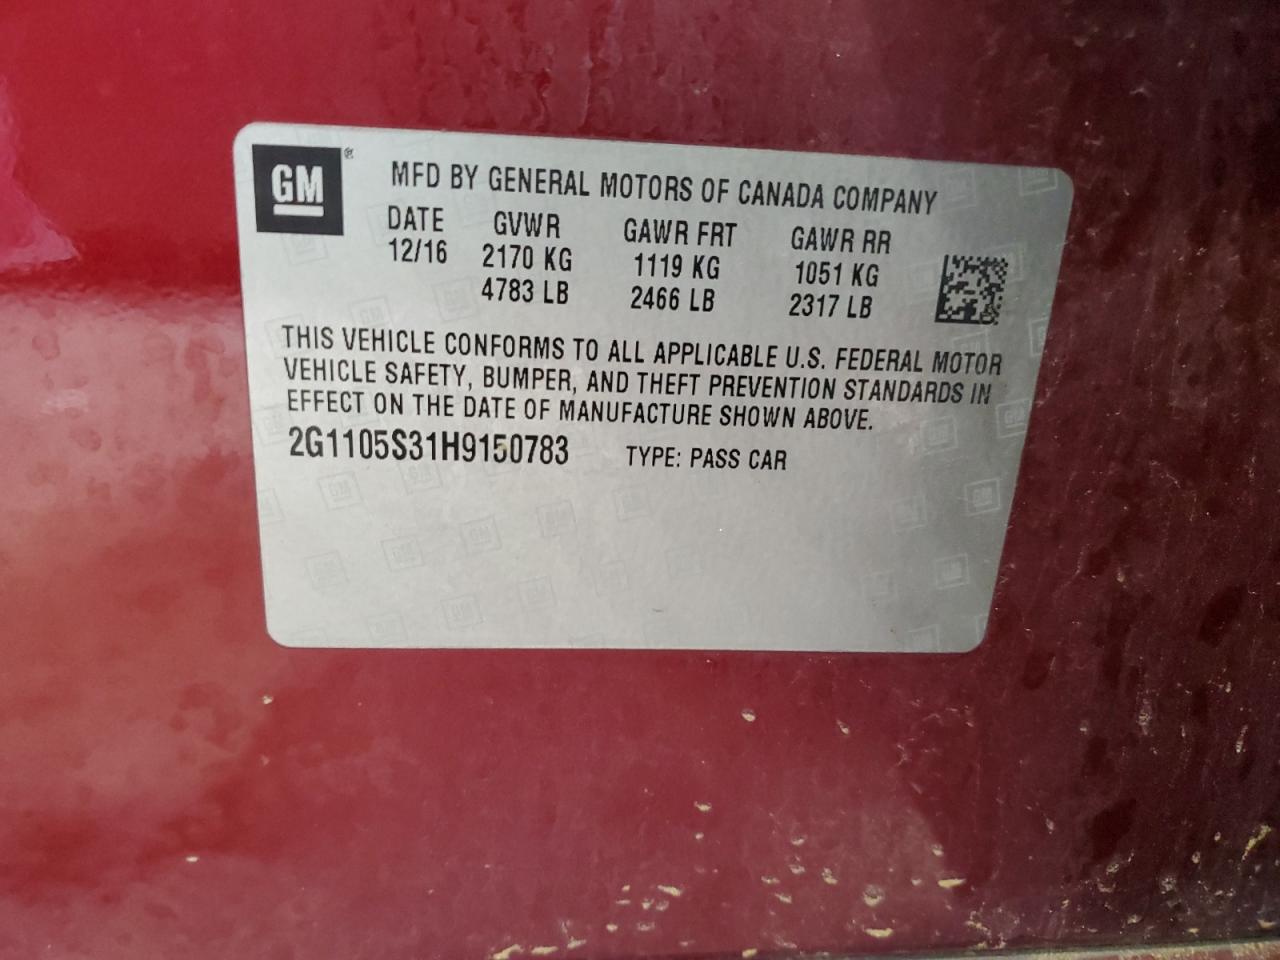 GM ®
MFD BY GENERAL MOTORS OF CANADA COMPANY
DATE GVWR GAWR FRT GAWR RR
12/16 2170 KG 1119 KG 1051 KG
4783 LB 2466 LB 2317 LB
THIS VEHICLE CONFORMS TO ALL APPLICABLE U.S. FEDERAL MOTOR
VEHICLE SAFETY, BUMPER, AND THEFT PREVENTION STANDARDS IN
EFFECT ON THE DATE OF MANUFACTURE SHOWN ABOVE.
2G1105S31H9150783 TYPE: PASS CAR